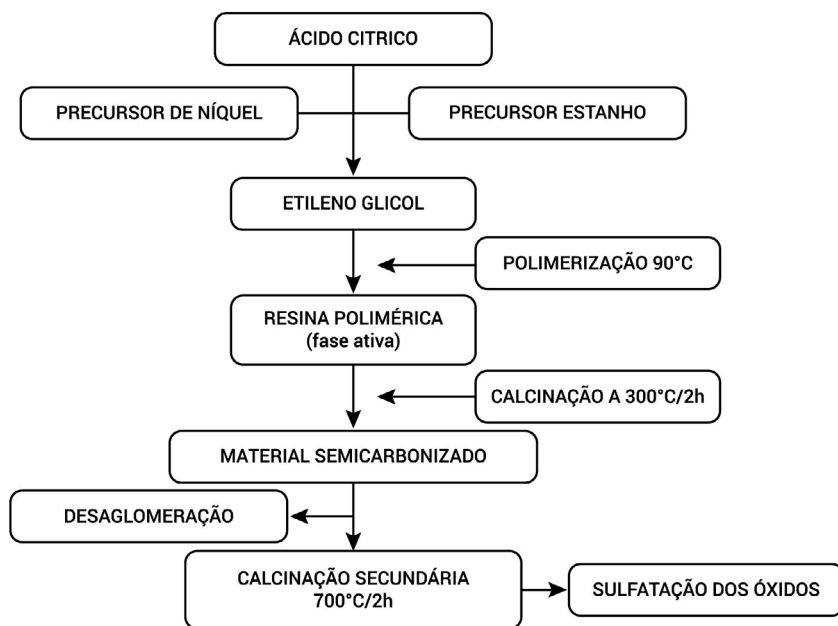 ÁCIDO CITRICO
PRECURSOR DE NÍQUEL
PRECURSOR ESTANHO
ETILENO GLICOL
POLIMERIZAÇÃO 90°C
RESINA POLIMÉRICA
(fase ativa)
CALCINAÇÃO A 300°C/2h
MATERIAL SEMICARBONIZADO
DESAGLOMERAÇÃO
CALCINAÇÃO SECUNDÁRIA
700°C/2h
SULFATAÇÃO DOS ÓXIDOS